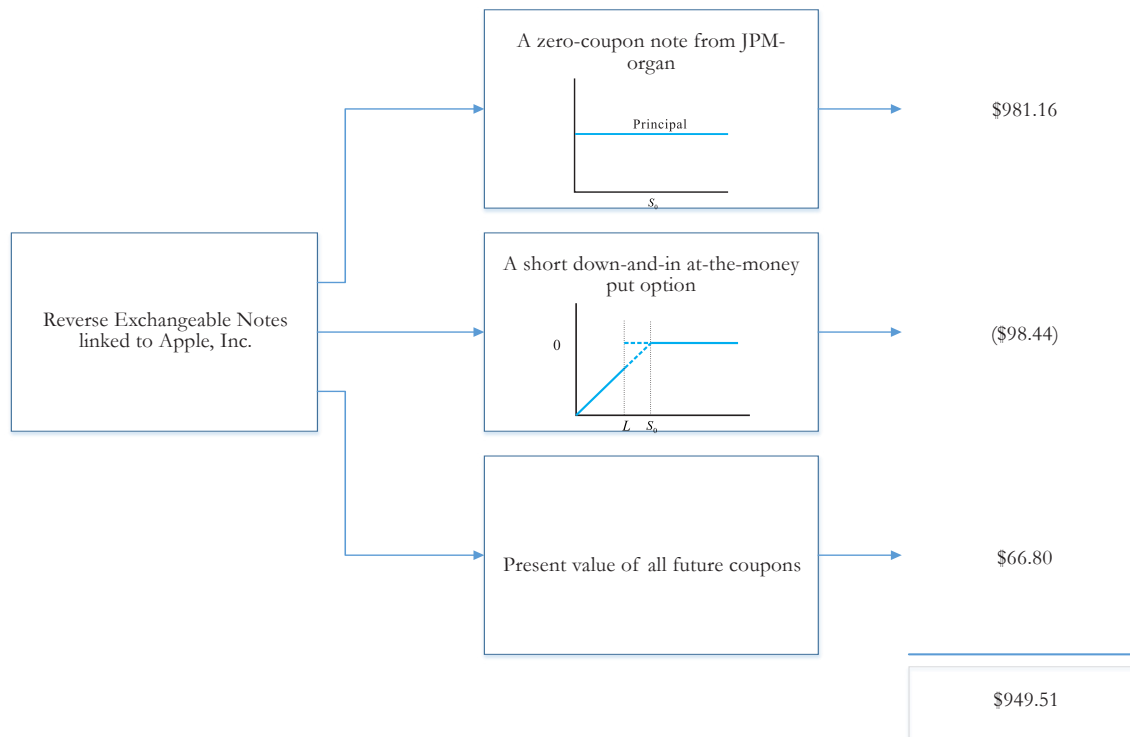 A zero-coupon note from JPM-
organ
Principal
S₀
$981.16
Reverse Exchangeable Notes
linked to Apple, Inc.
A short down-and-in at-the-money
put option
0
L S₀
($98.44)
Present value of all future coupons
$66.80
$949.51